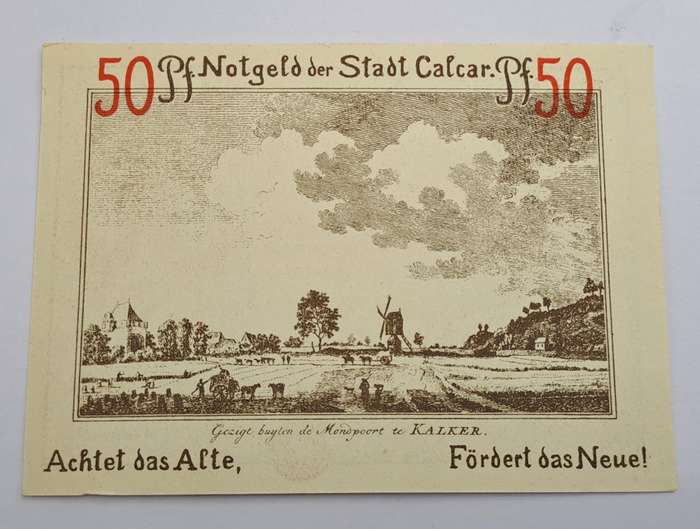 50 Pf. Notgeld der Stadt Calcar. Pf. 50
Gezigt buyten de Mondpoort te KALKER.
Achtet das Alte, Fördert das Neue!